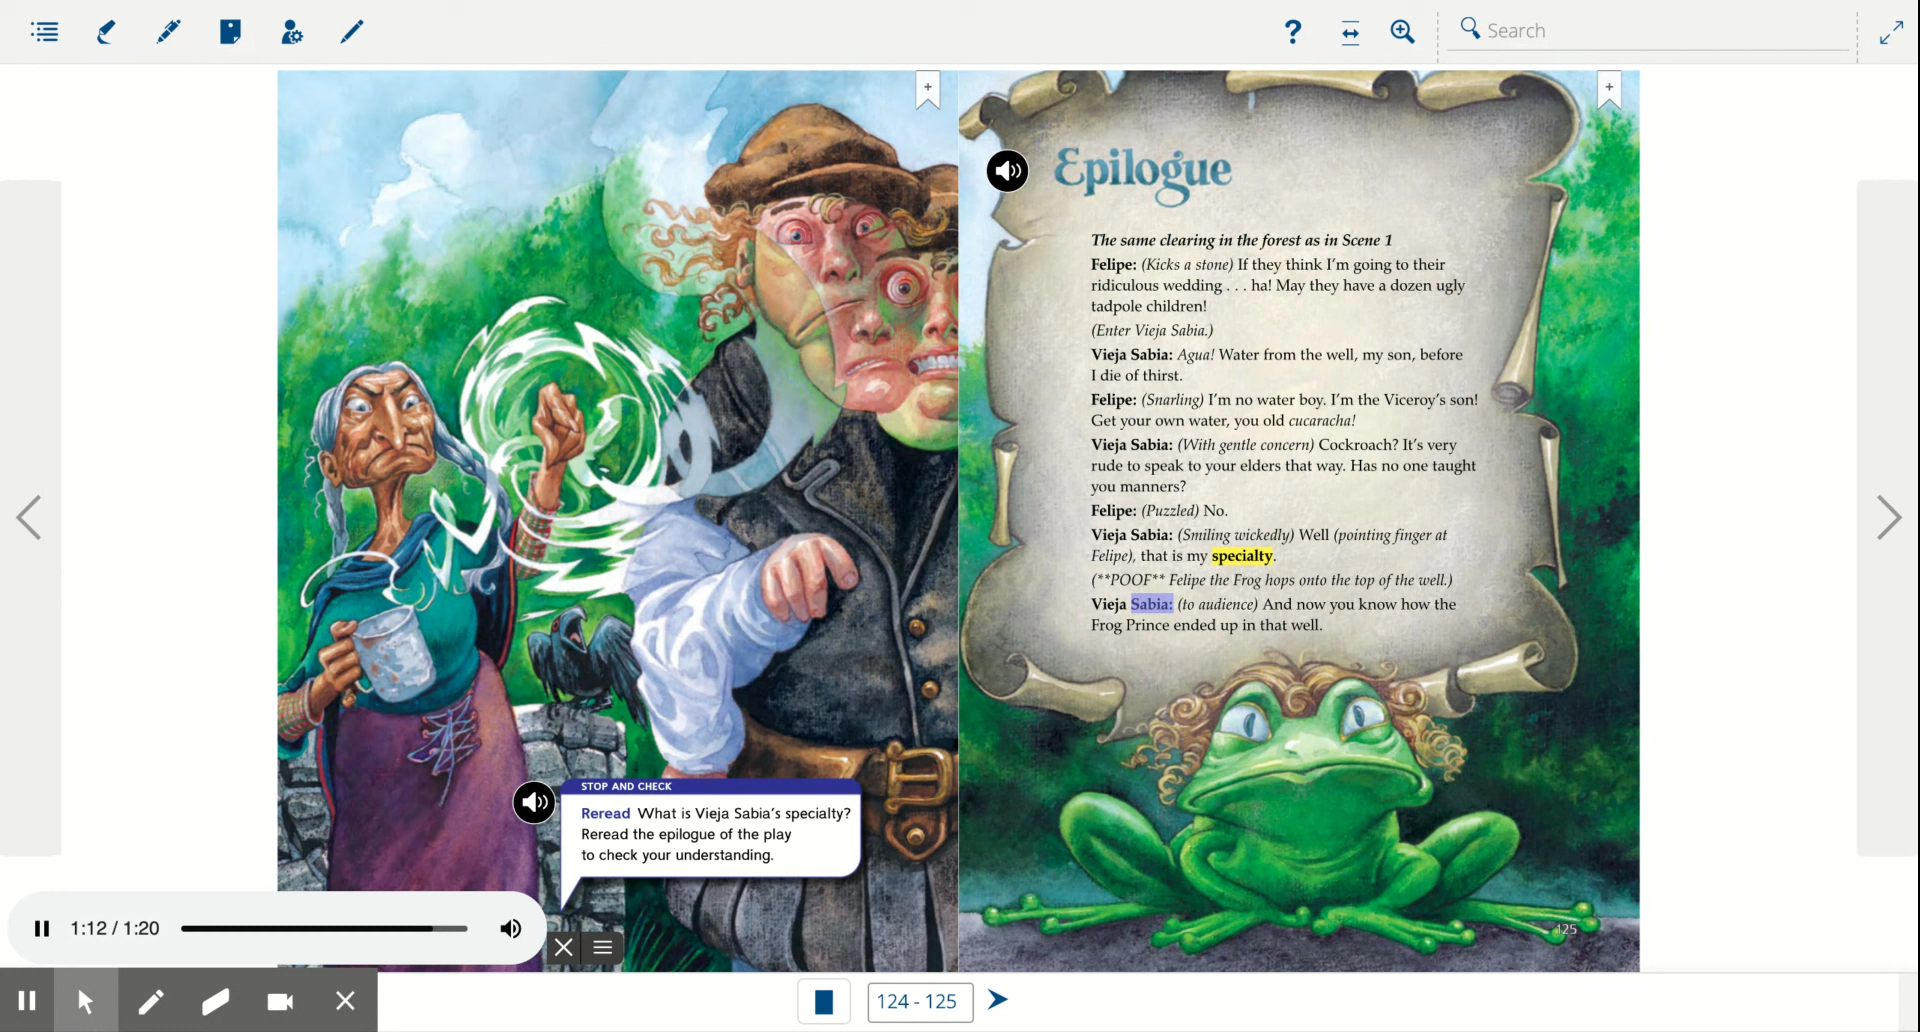 ?
Search
Epilogue
The same clearing in the forest as in Scene 1
Felipe: (Kicks a stone) If they think I'm going to their
ridiculous wedding . . . ha! May they have a dozen ugly
tadpole children!
(Enter Vieja Sabia.)
Vieja Sabia: Agua! Water from the well, my son, before
I die of thirst.
Felipe: (Snarling) I'm no water boy. I'm the Viceroy's son!
Get your own water, you old cucaracha!
Vieja Sabia: (With gentle concern) Cockroach? It's very
rude to speak to your elders that way. Has no one taught
you manners?
Felipe: (Puzzled) No.
Vieja Sabia: (Smiling wickedly) Well (pointing finger at
Felipe), that is my specialty.
(**POOF** Felipe the Frog hops onto the top of the well.)
Vieja Sabia: (to audience) And now you know how the
Frog Prince ended up in that well.
STOP AND CHECK
Reread What is Vieja Sabia's specialty?
Reread the epilogue of the play
to check your understanding.
125
1:12 / 1:20
124 - 125